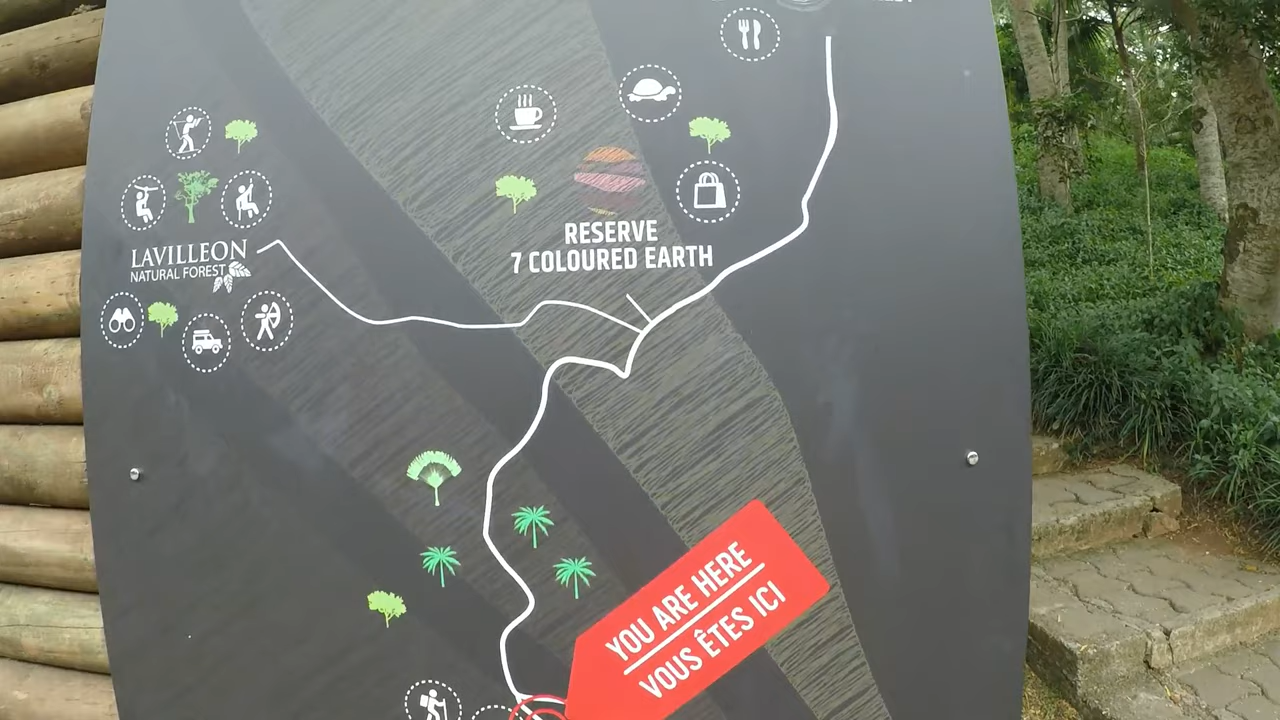 LAVILLEON
NATURAL FOREST
RESERVE
7 COLOURED EARTH
YOU ARE HERE
VOUS ÊTES ICI